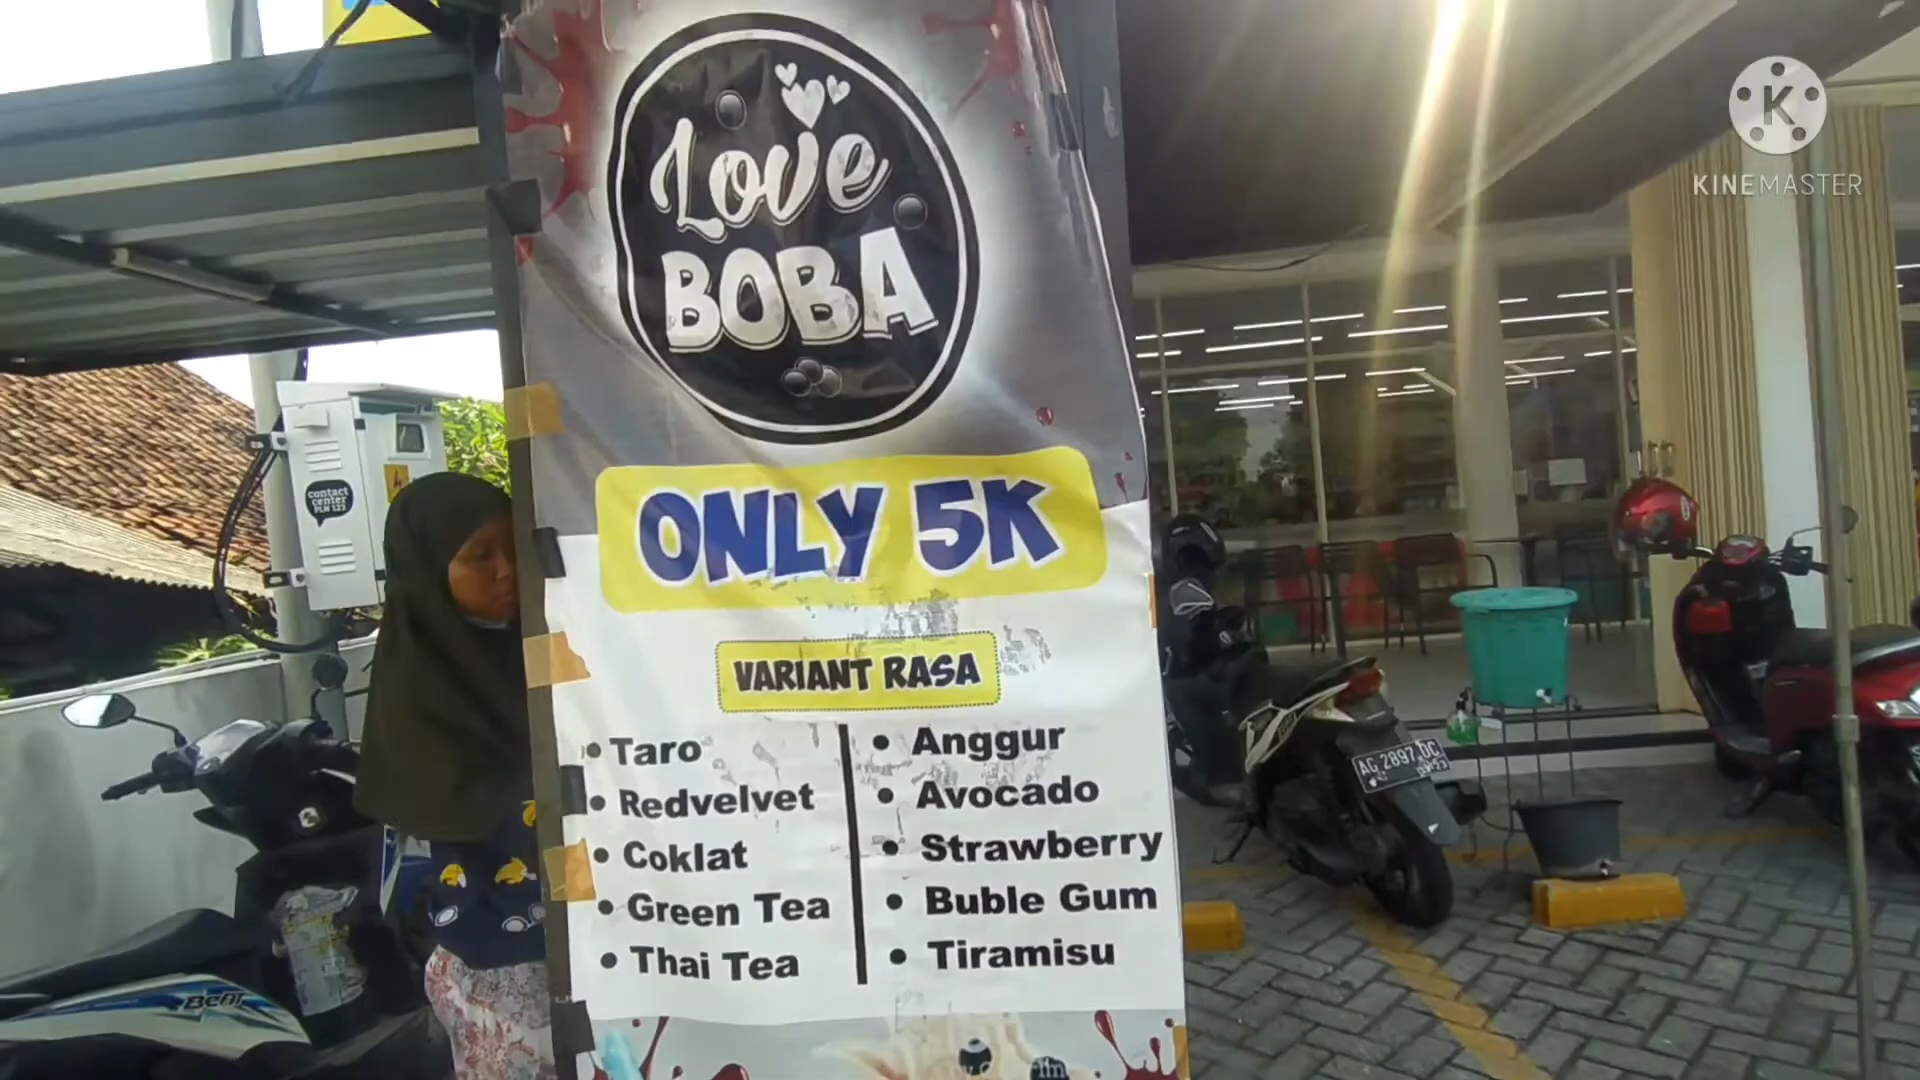 Love
BOBA
ONLY 5K
VARIANT RASA
• Taro
• Redvelvet
• Coklat
• Green Tea
• Thai Tea
• Anggur
• Avocado
• Strawberry
• Buble Gum
• Tiramisu
K
KINEMASTER
contact
center
PLN 123
BeAT
AG 2897 DC